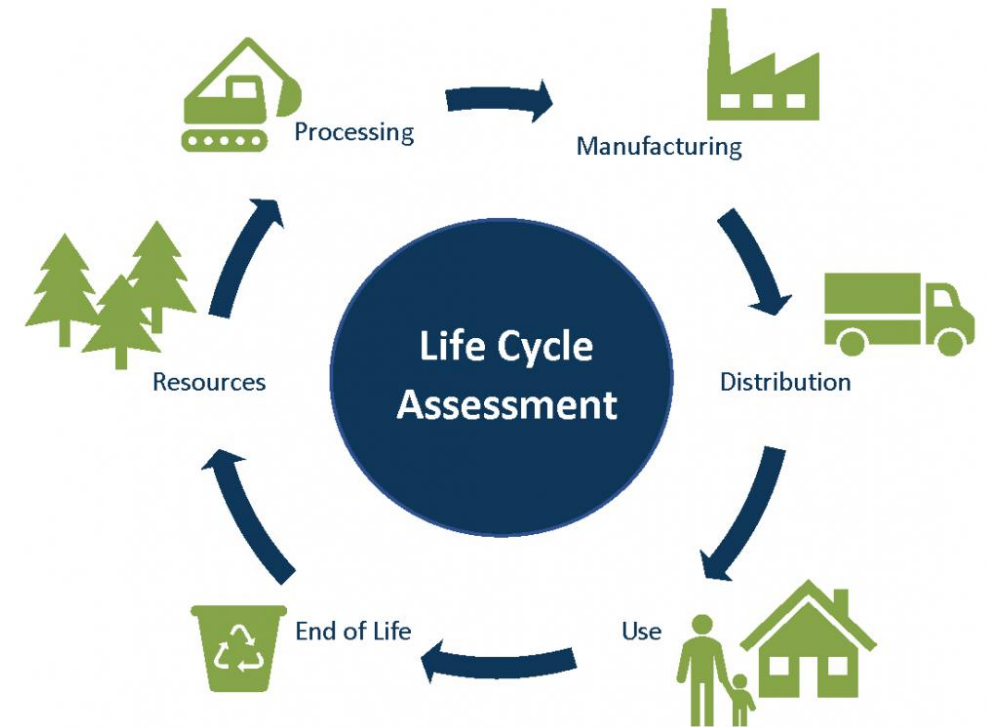 Processing
Manufacturing
Life Cycle
Assessment
Resources
Distribution
End of Life
Use